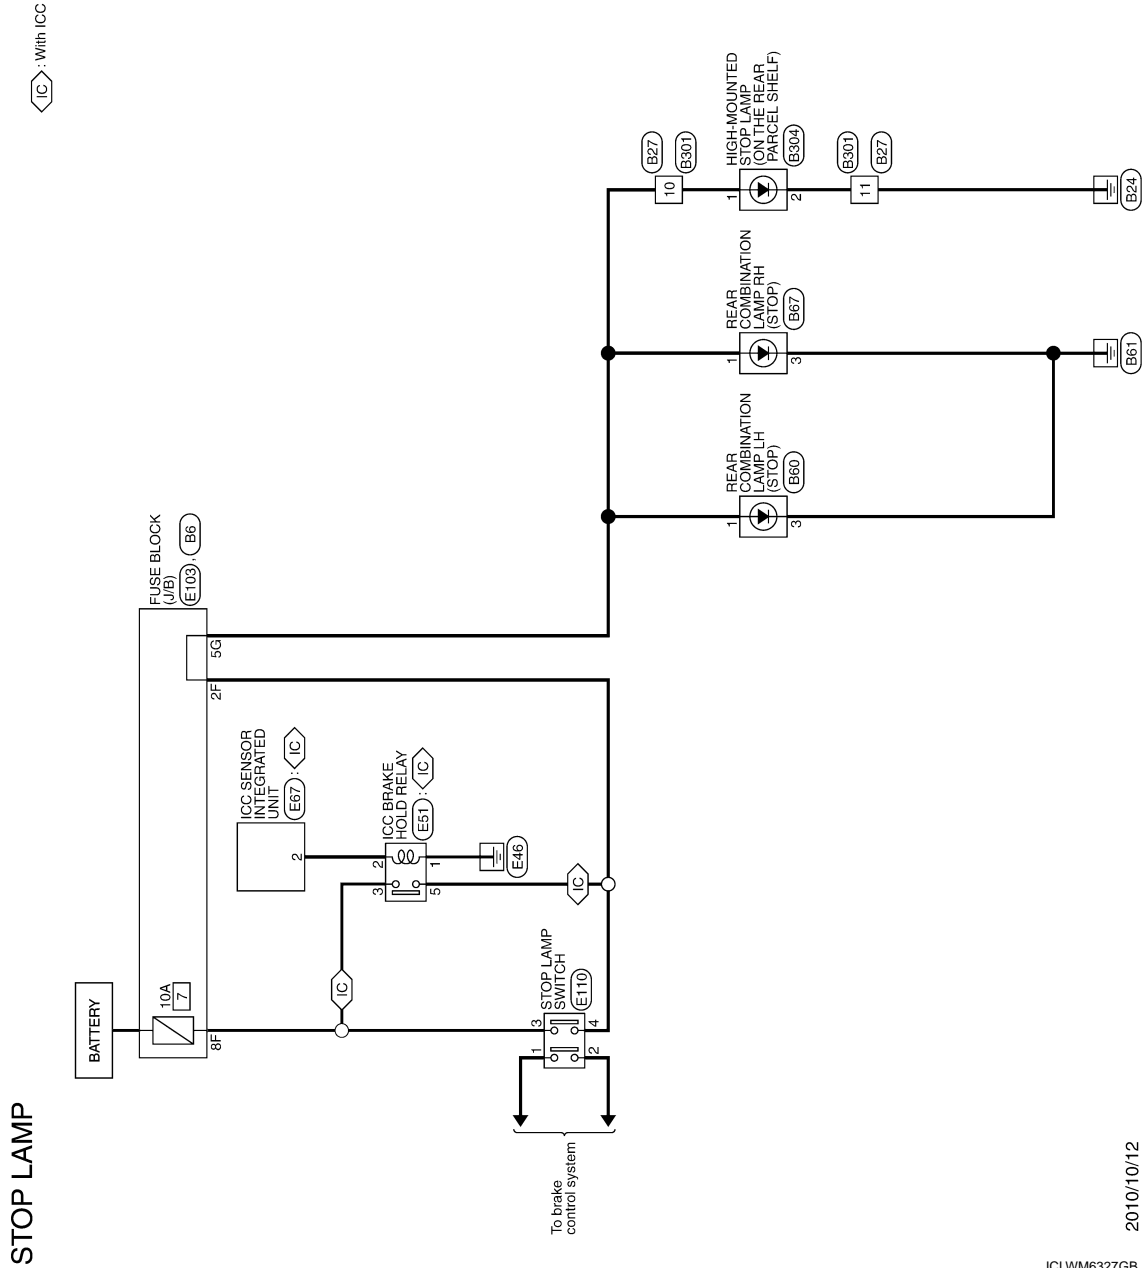 STOP LAMP
IC : With ICC
BATTERY
10A
7
8F
FUSE BLOCK
(J/B)
E103 , B6
2F
5G
ICC SENSOR
INTEGRATED
UNIT
E67 : IC
2
ICC BRAKE
HOLD RELAY
E51 : IC
2
3
1
5
E46
IC
IC
STOP LAMP
SWITCH
E110
1
3
2
4
To brake
control system
REAR
COMBINATION
LAMP LH
(STOP)
B60
1
3
REAR
COMBINATION
LAMP RH
(STOP)
B67
1
3
B61
B27
B301
10
HIGH-MOUNTED
STOP LAMP
(ON THE REAR
PARCEL SHELF)
B304
1
2
B301
B27
11
B24
2010/10/12
JCLWM6327GB